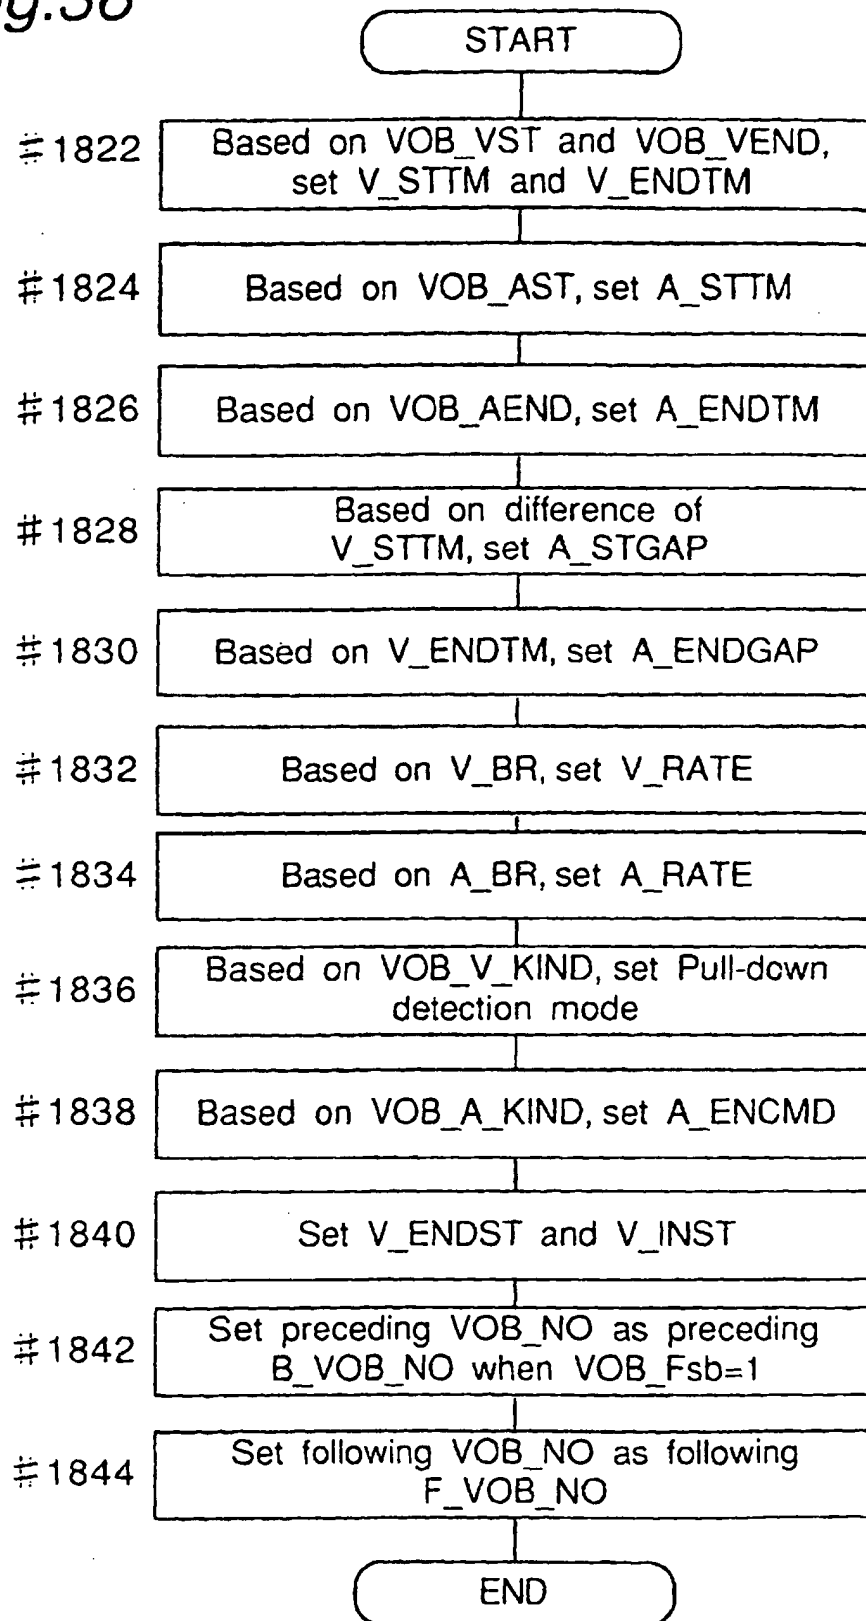 START
#1822
Based on VOB_VST and VOB_VEND,
set V_STTM and V_ENDTM
#1824
Based on VOB_AST, set A_STTM
#1826
Based on VOB_AEND, set A_ENDTM
#1828
Based on difference of
V_STTM, set A_STGAP
#1830
Based on V_ENDTM, set A_ENDGAP
#1832
Based on V_BR, set V_RATE
#1834
Based on A_BR, set A_RATE
#1836
Based on VOB_V_KIND, set Pull-down
detection mode
#1838
Based on VOB_A_KIND, set A_ENCMD
#1840
Set V_ENDST and V_INST
#1842
Set preceding VOB_NO as preceding
B_VOB_NO when VOB_Fsb=1
#1844
Set following VOB_NO as following
F_VOB_NO
END